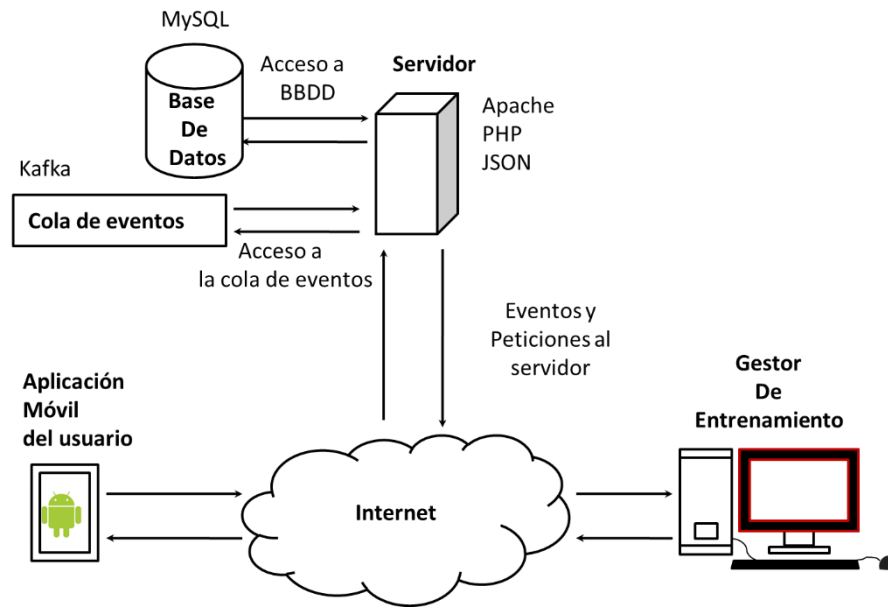 MySQL
Base
De
Datos
Acceso a
BBDD
Servidor
Apache
PHP
JSON
Kafka
Cola de eventos
Acceso a
la cola de eventos
Eventos y
Peticiones al
servidor
Aplicación
Móvil
del usuario
Gestor
De
Entrenamiento
Internet